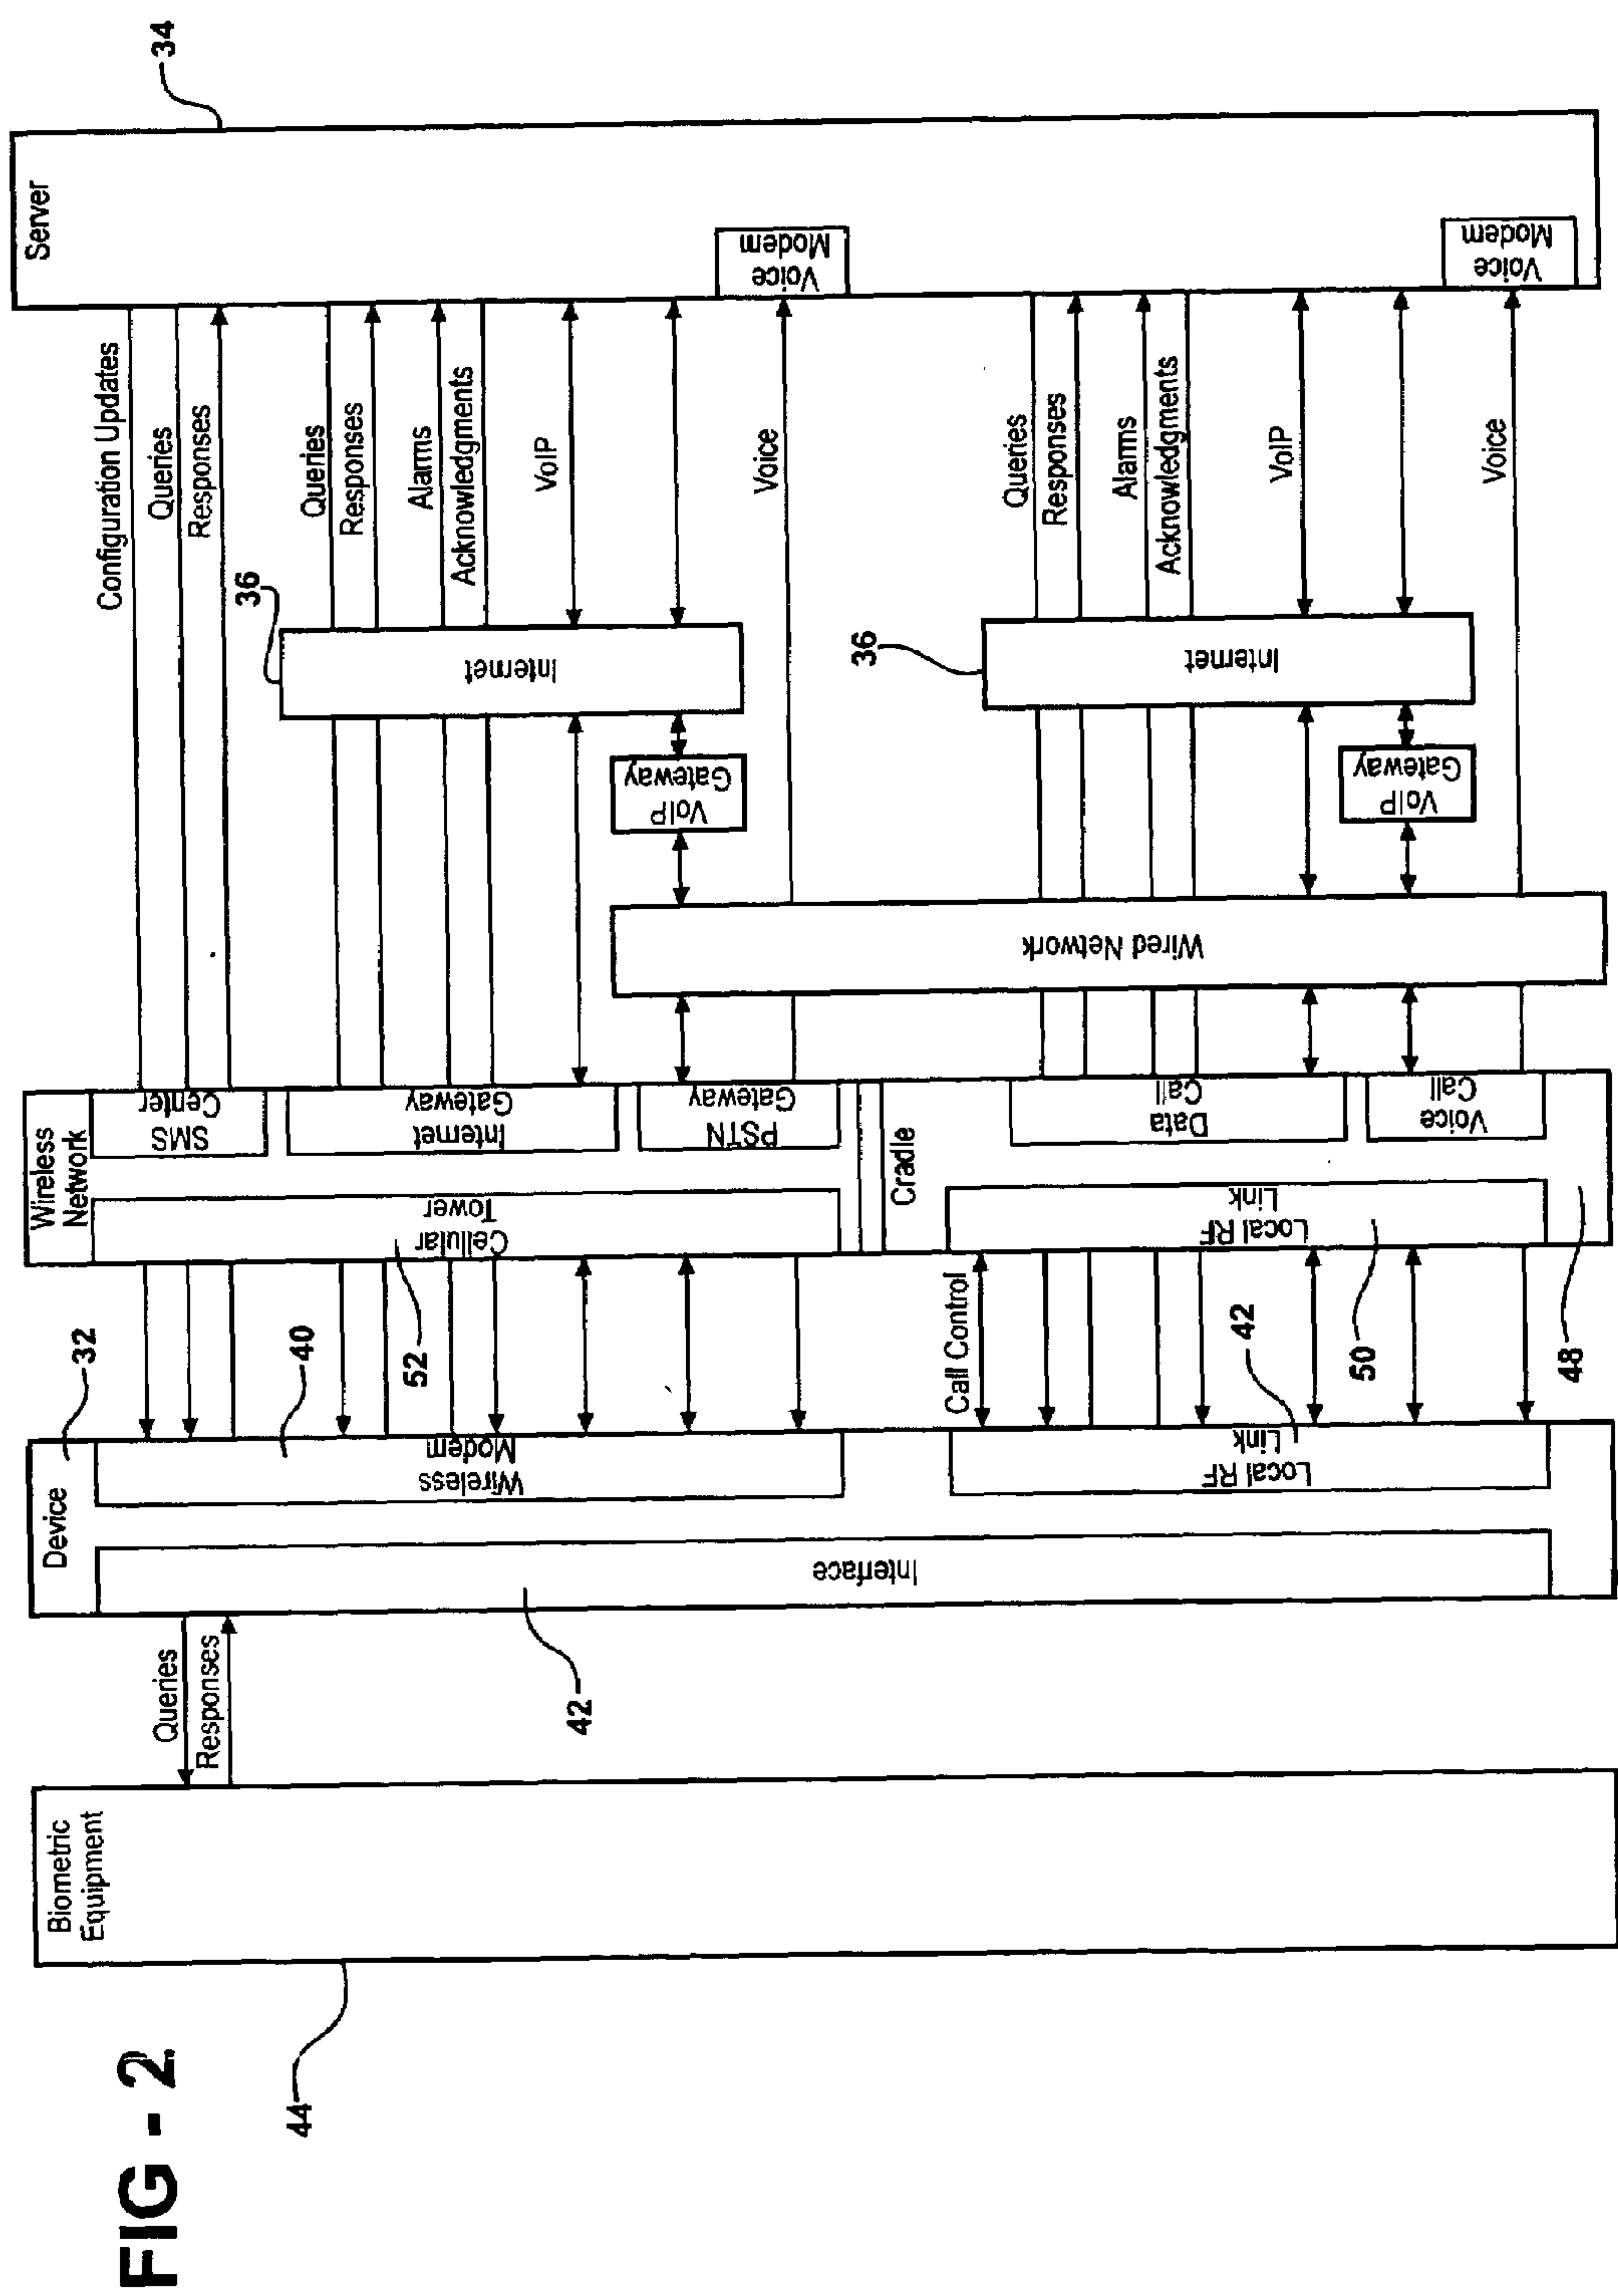 FIG - 2
44
Biometric
Equipment
Queries
Responses
42
Device
32
Interface
Wireless
Modem
40
Local RF
Link
42
Call Control
52
50
48
Wireless
Network
Cellular
Tower
SMS
Center
Internet
Gateway
PSTN
Gateway
Cradle
Local RF
Link
Data
Call
Voice
Call
Wired Network
VoIP
Gateway
VoIP
Gateway
36
Internet
36
Internet
Configuration Updates
Queries
Responses
Queries
Responses
Alarms
Acknowledgments
VoIP
Voice
Queries
Responses
Alarms
Acknowledgments
VoIP
Voice
Server
34
Voice
Modem
Voice
Modem